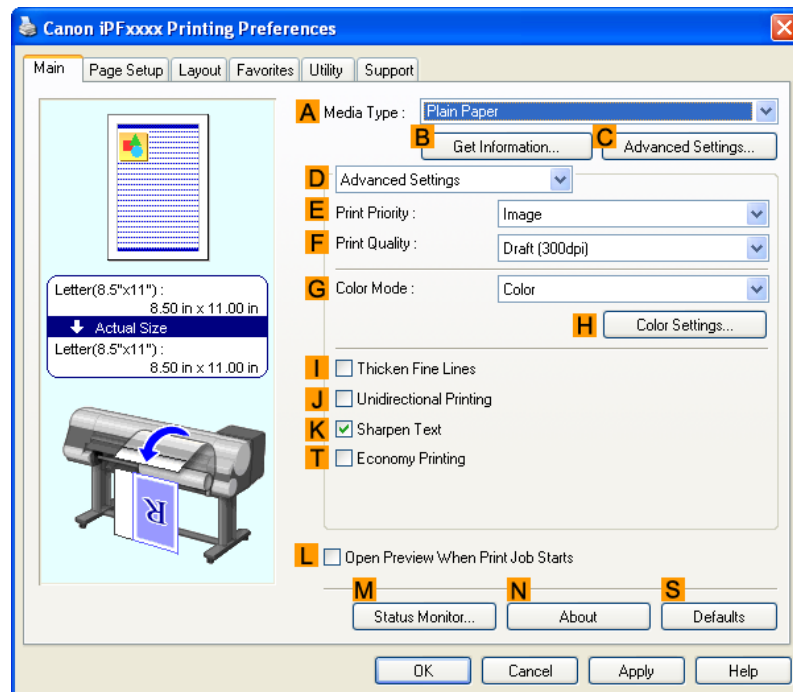 Canon iPFxxxx Printing Preferences
Main Page Setup Layout Favorites Utility Support
A Media Type : Plain Paper
B Get Information... C Advanced Settings...
D Advanced Settings
E Print Priority : Image
F Print Quality : Draft (300dpi)
G Color Mode : Color
H Color Settings...
Letter(8.5"x11") :
8.50 in x 11.00 in
Actual Size
Letter(8.5"x11") :
8.50 in x 11.00 in
I Thicken Fine Lines
J Unidirectional Printing
K Sharpen Text
T Economy Printing
R
L Open Preview When Print Job Starts
M Status Monitor... N About S Defaults
OK Cancel Apply Help